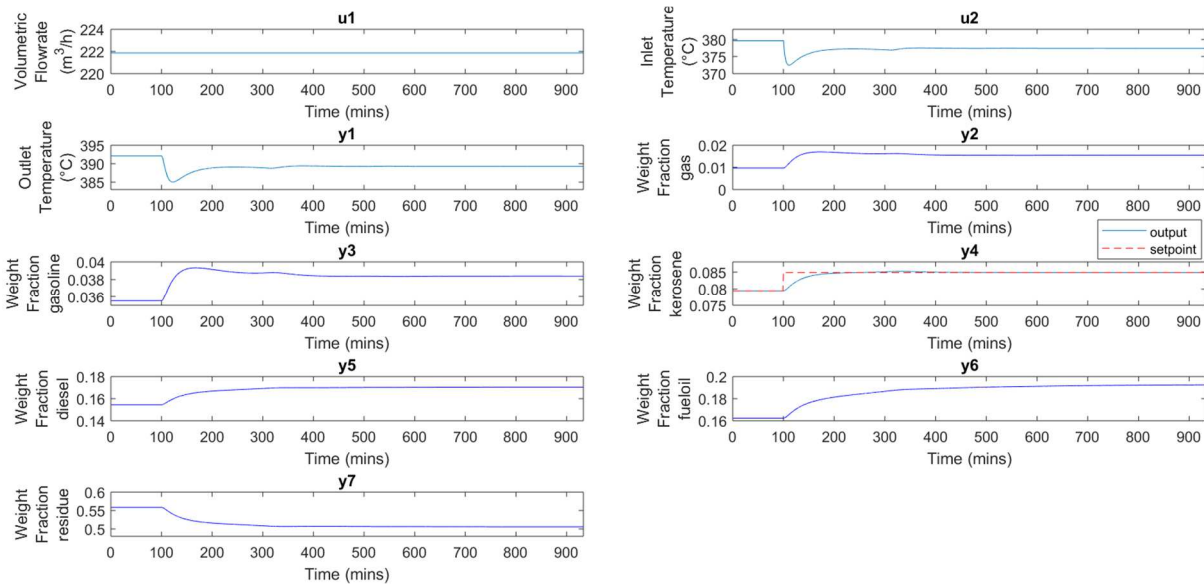 u1
Volumetric
Flowrate
(m³/h)
224
222
220
0 100 200 300 400 500 600 700 800 900
Time (mins)
u2
Inlet
Temperature
(°C)
380
375
370
0 100 200 300 400 500 600 700 800 900
Time (mins)
y1
Outlet
Temperature
(°C)
395
390
385
0 100 200 300 400 500 600 700 800 900
Time (mins)
y2
Weight
Fraction
gas
0.02
0.01
0
0 100 200 300 400 500 600 700 800 900
Time (mins)
output
setpoint
y3
Weight
Fraction
gasoline
0.04
0.038
0.036
0 100 200 300 400 500 600 700 800 900
Time (mins)
y4
Weight
Fraction
kerosene
0.085
0.08
0.075
0 100 200 300 400 500 600 700 800 900
Time (mins)
y5
Weight
Fraction
diesel
0.18
0.16
0.14
0 100 200 300 400 500 600 700 800 900
Time (mins)
y6
Weight
Fraction
fueloil
0.2
0.18
0.16
0 100 200 300 400 500 600 700 800 900
Time (mins)
y7
Weight
Fraction
residue
0.6
0.55
0.5
0 100 200 300 400 500 600 700 800 900
Time (mins)